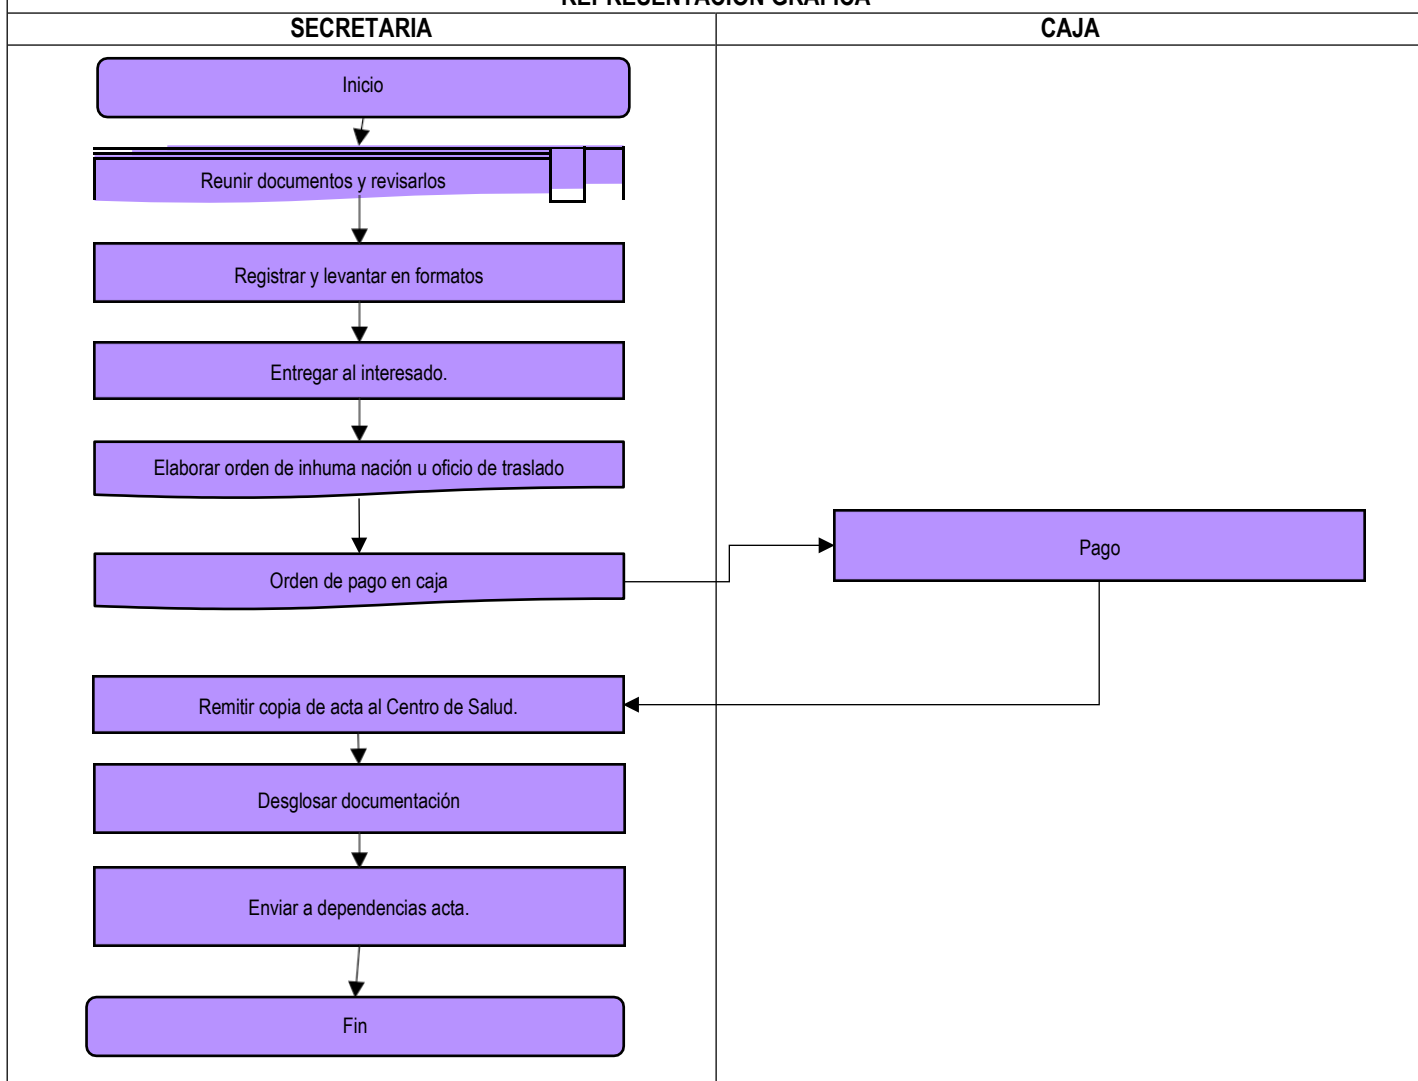 REPRESENTACIÓN GRÁFICA
SECRETARIA
CAJA
Inicio
Reunir documentos y revisarlos
Registrar y levantar en formatos
Entregar al interesado.
Elaborar orden de inhuma nación u oficio de traslado
Orden de pago en caja
Pago
Remitir copia de acta al Centro de Salud.
Desglosar documentación
Enviar a dependencias acta.
Fin